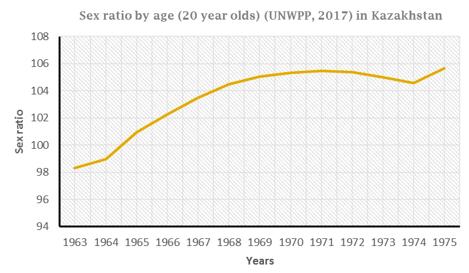 Sex ratio by age (20 year olds) (UNWPP, 2017) in Kazakhstan
108
106
104
102
100
98
96
94
Sex ratio
1963 1964 1965 1966 1967 1968 1969 1970 1971 1972 1973 1974 1975
Years